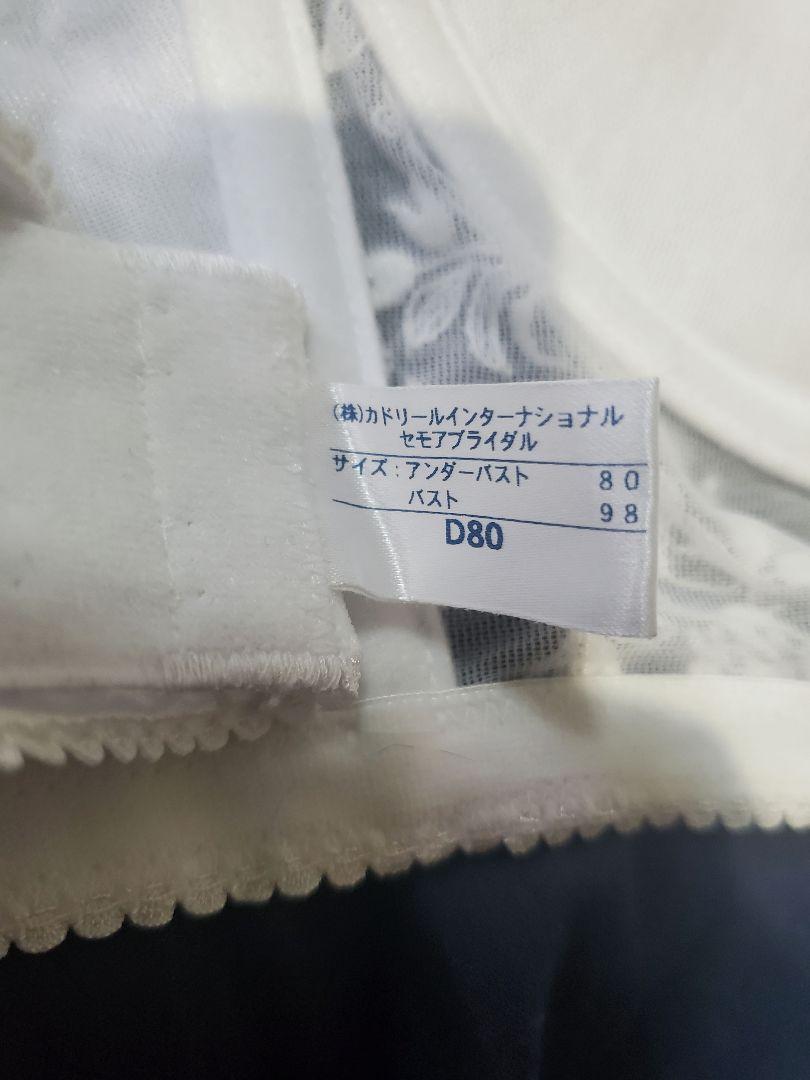 (株)カドリールインターナショナル
セモアブライダル
サイズ：アンダーバスト 80
バスト 98
D80